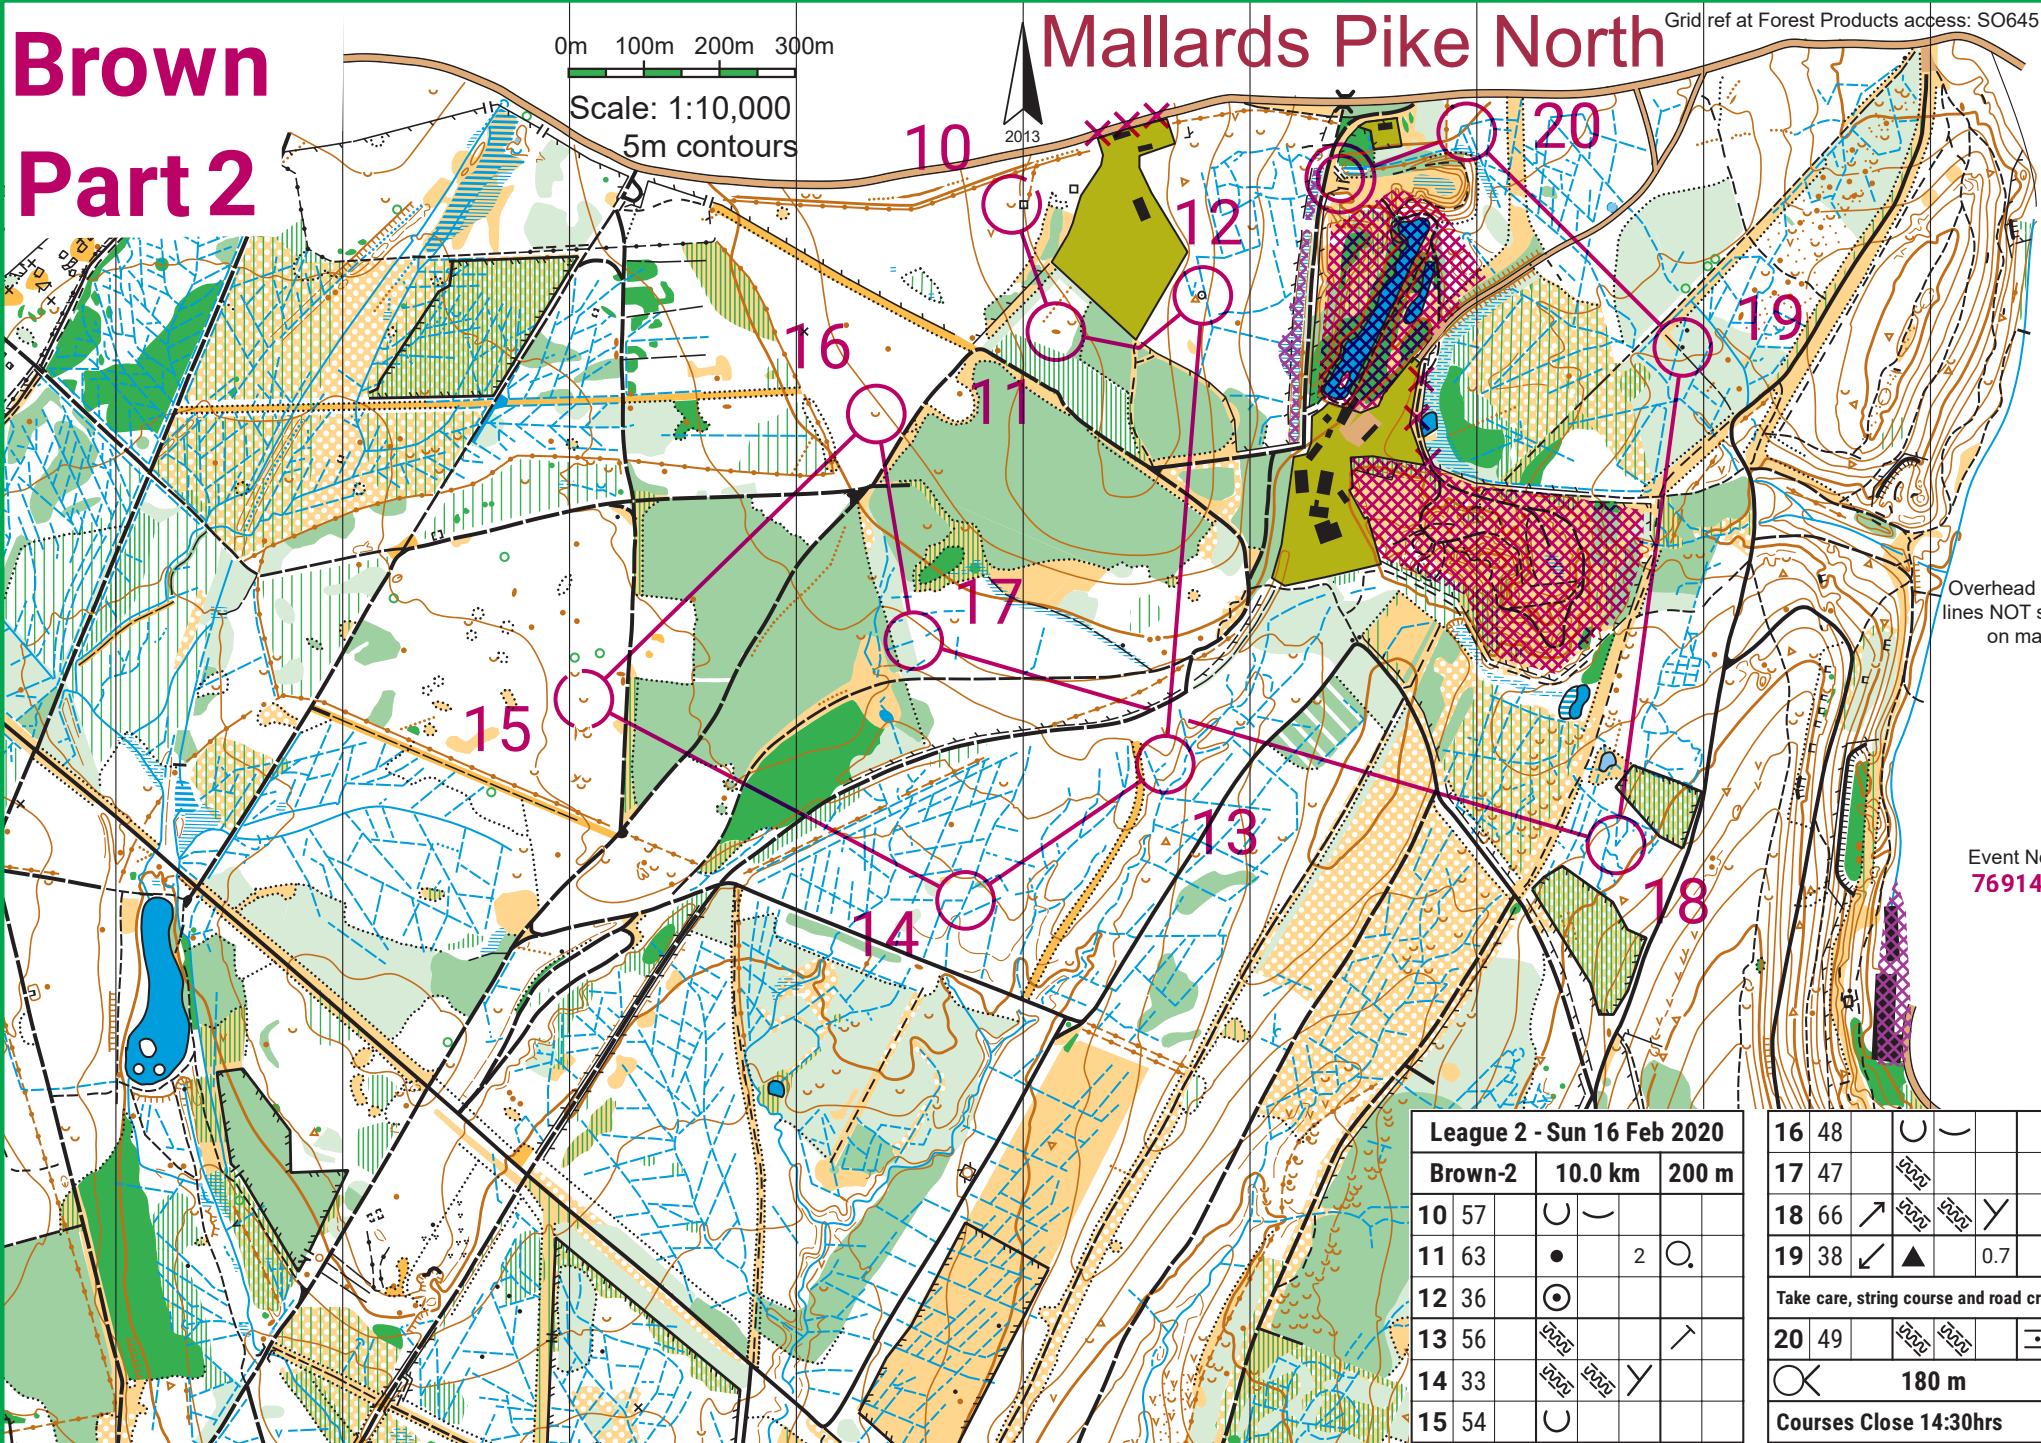 Brown
Part 2
0m 100m 200m 300m
Scale: 1:10,000
5m contours
2013
Mallards Pike North
Grid ref at Forest Products access: SO645
10
20
12
19
16
11
17
15
13
14
18
Overhead
lines NOT
on
Event
76914
League 2 - Sun 16 Feb 2020
Brown-2 10.0 km 200 m
10 57
11 63 2
12 36
13 56
14 33
15 54
16 48
17 47
18 66
19 38 0.7
Take care, string course and road
20 49
180 m
Courses Close 14:30hrs